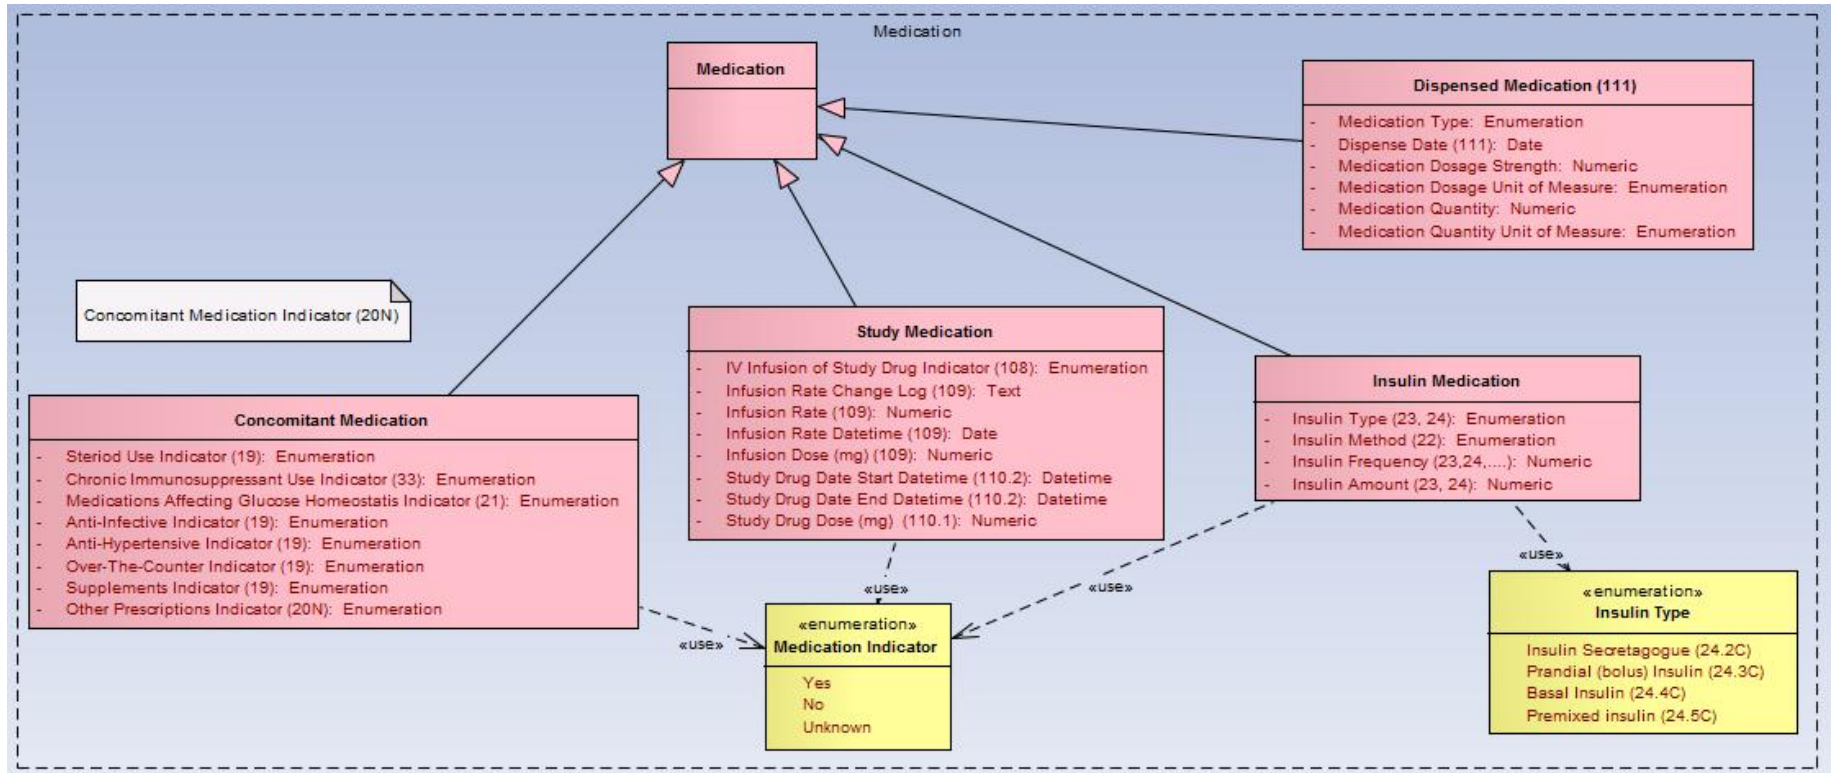 Medication
Medication
Dispensed Medication (111)
- Medication Type: Enumeration
- Dispense Date (111): Date
- Medication Dosage Strength: Numeric
- Medication Dosage Unit of Measure: Enumeration
- Medication Quantity: Numeric
- Medication Quantity Unit of Measure: Enumeration
Concomitant Medication Indicator (20N)
Study Medication
- IV Infusion of Study Drug Indicator (108): Enumeration
- Infusion Rate Change Log (109): Text
- Infusion Rate (109): Numeric
- Infusion Rate Datetime (109): Date
- Infusion Dose (mg) (109): Numeric
- Study Drug Date Start Datetime (110.2): Datetime
- Study Drug Date End Datetime (110.2): Datetime
- Study Drug Dose (mg) (110.1): Numeric
Insulin Medication
- Insulin Type (23, 24): Enumeration
- Insulin Method (22): Enumeration
- Insulin Frequency (23,24,....): Numeric
- Insulin Amount (23, 24): Numeric
Concomitant Medication
- Steriod Use Indicator (19): Enumeration
- Chronic Immunosuppressant Use Indicator (33): Enumeration
- Medications Affecting Glucose Homeostatis Indicator (21): Enumeration
- Anti-Infective Indicator (19): Enumeration
- Anti-Hypertensive Indicator (19): Enumeration
- Over-The-Counter Indicator (19): Enumeration
- Supplements Indicator (19): Enumeration
- Other Prescriptions Indicator (20N): Enumeration
«use»
«use»
«use»
«use»
«enumeration»
Medication Indicator
Yes
No
Unknown
«enumeration»
Insulin Type
Insulin Secretagogue (24.2C)
Prandial (bolus) Insulin (24.3C)
Basal Insulin (24.4C)
Premixed insulin (24.5C)